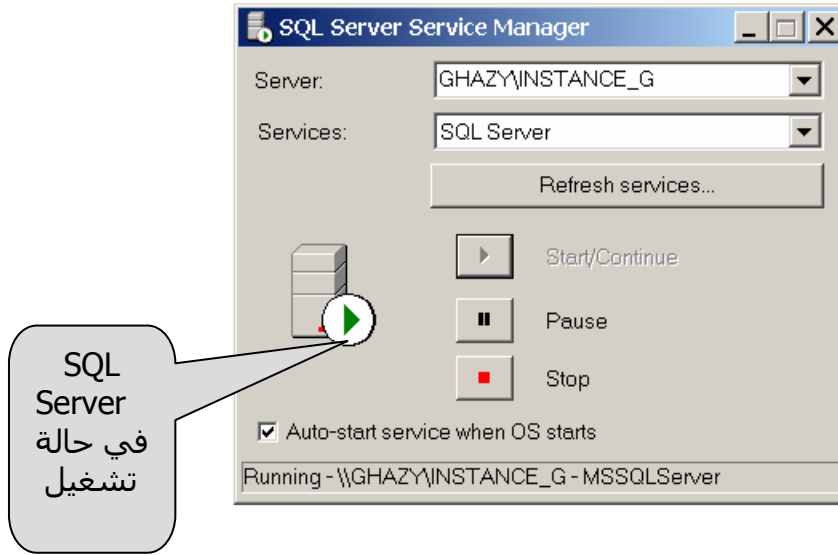 SQL Server Service Manager
Server: GHAZY\INSTANCE_G
Services: SQL Server
Refresh services...
Start/Continue
Pause
Stop
SQL
Server
في حالة
تشغيل
Auto-start service when OS starts
Running - \\GHAZY\INSTANCE_G - MSSQLServer